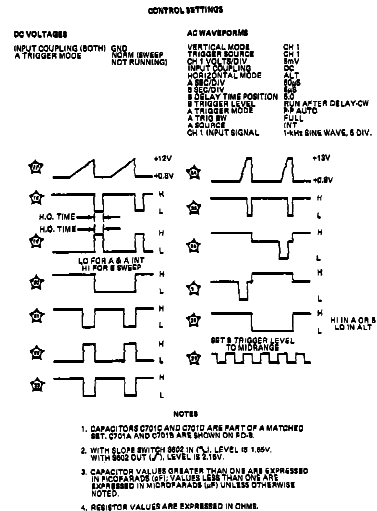 CONTROL SETTINGS
DC VOLTAGES
INPUT COUPLING (BOTH) GND
A TRIGGER MODE NORM (SWEEP
NOT RUNNING)
AC WAVEFORMS
VERTICAL MODE CH 1
TRIGGER SOURCE CH 1
CH 1 VOLTS/DIV 5mV
INPUT COUPLING DC
HORIZONTAL MODE ALT
A SEC/DIV
B SEC/DIV
B DELAY TIME POSITION 5.0
B TRIGGER LEVEL RUN AFTER DELAY-CW
A TRIGGER MODE P-P AUTO
A TRIG BW FULL
A SOURCE INT
CH 1 INPUT SIGNAL 1-kHz SINE WAVE, 5 DIV.
+12V
+0.8V
H
L
H.O. TIME
H.O. TIME
H
L
LO FOR A & A INT
HI FOR B SWEEP
H
L
H
L
H
L
H
L
+13V
+0.8V
H
L
H
L
H
L
H
L
HI IN A OR B
LO IN ALT
SET B TRIGGER LEVEL
TO MIDRANGE
NOTES
1. CAPACITORS C701C AND C701D ARE PART OF A MATCHED
SET. C701A AND C701B ARE SHOWN ON FO-8.
2. WITH SLOPE SWITCH S602 IN, LEVEL IS 1.85V.
WITH S602 OUT, LEVEL IS 2.15V.
3. CAPACITOR VALUES GREATER THAN ONE ARE EXPRESSED
IN PICOFARADS (pF); VALUES LESS THAN ONE ARE
EXPRESSED IN MICROFARADS (µF) UNLESS OTHERWISE
NOTED.
4. RESISTOR VALUES ARE EXPRESSED IN OHMS.